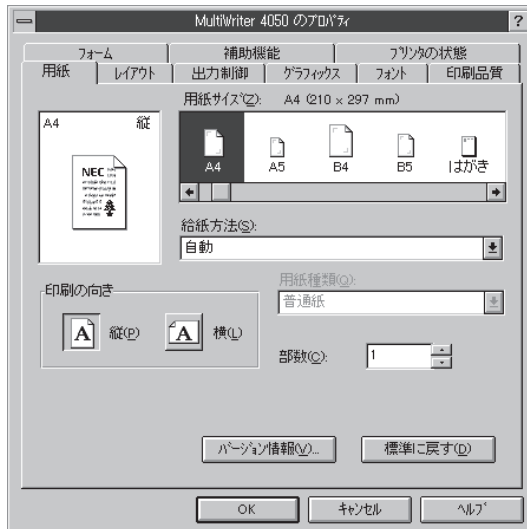 MultiWriter 4050 のﾌﾟﾛﾊﾟﾃｨ
?
フォーム 補助機能 ﾌﾟﾘﾝﾀの状態
用紙 ﾚｲｱｳﾄ 出力制御 ｸﾞﾗﾌｨｯｸｽ ﾌｫﾝﾄ 印刷品質
用紙サイズ(Z): A4 (210 x 297 mm)
A4 縦
NEC
A4 A5 B4 B5 はがき
給紙方法(S):
自動
用紙種類(O):
普通紙
印刷の向き
A 縦(P) A 横(L)
部数(C): 1
ﾊﾞｰｼﾞｮﾝ情報(V)... 標準に戻す(D)
OK ｷｬﾝｾﾙ ﾍﾙﾌﾟ